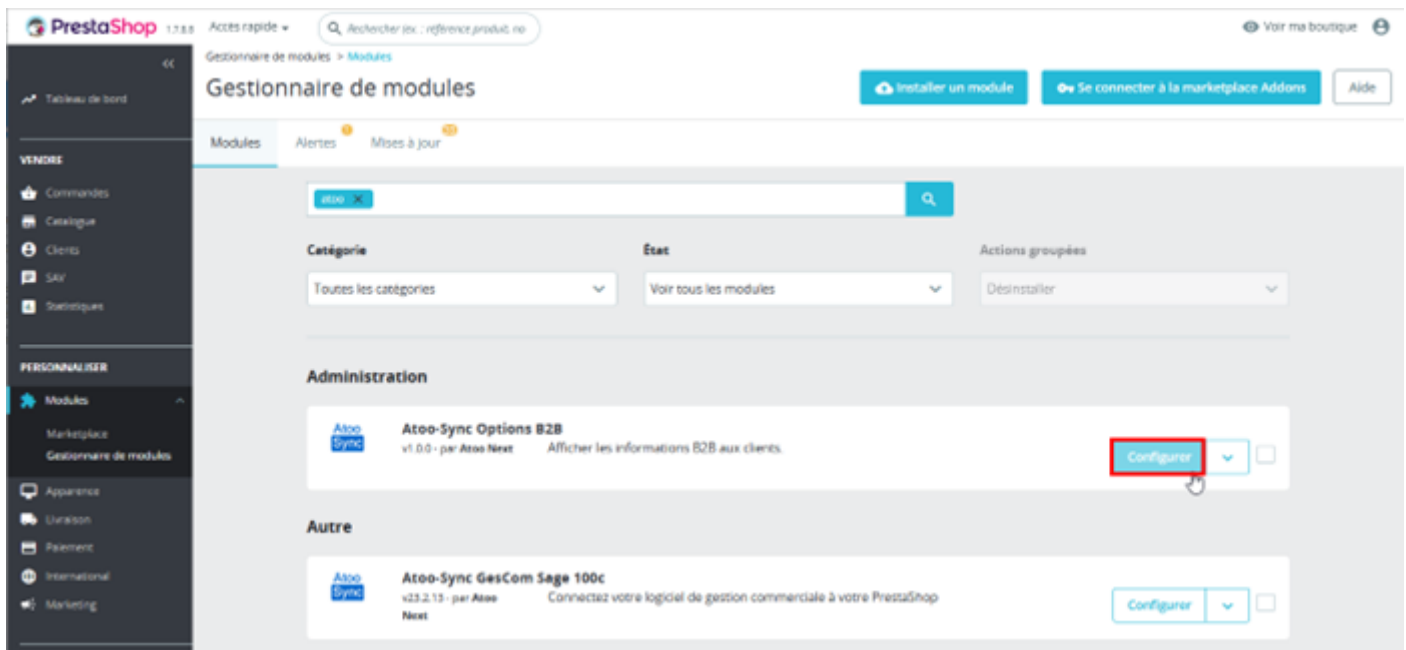 PrestaShop 1.7.8.8 Accès rapide Rechercher (ex. : référence produit, no Voir ma boutique
Gestionnaire de modules > Modules
Gestionnaire de modules
Installer un module
Se connecter à la marketplace Addons
Aide
Modules Alertes Mises à jour
Tableau de bord
VENDRE
Commandes
Catalogue
Clients
SAV
Statistiques
PERSONNALISER
Modules
Marketplace
Gestionnaire de modules
Apparence
Livraison
Paiement
International
Marketing
atoo
Catégorie État Actions groupées
Toutes les catégories Voir tous les modules Désinstaller
Administration
Atoo
Sync
Atoo-Sync Options B2B
v1.0.0 - par Atoo Next Afficher les informations B2B aux clients.
Configurer
Autre
Atoo
Sync
Atoo-Sync GesCom Sage 100c
v23.2.13 - par Atoo Connectez votre logiciel de gestion commerciale à votre PrestaShop
Next
Configurer